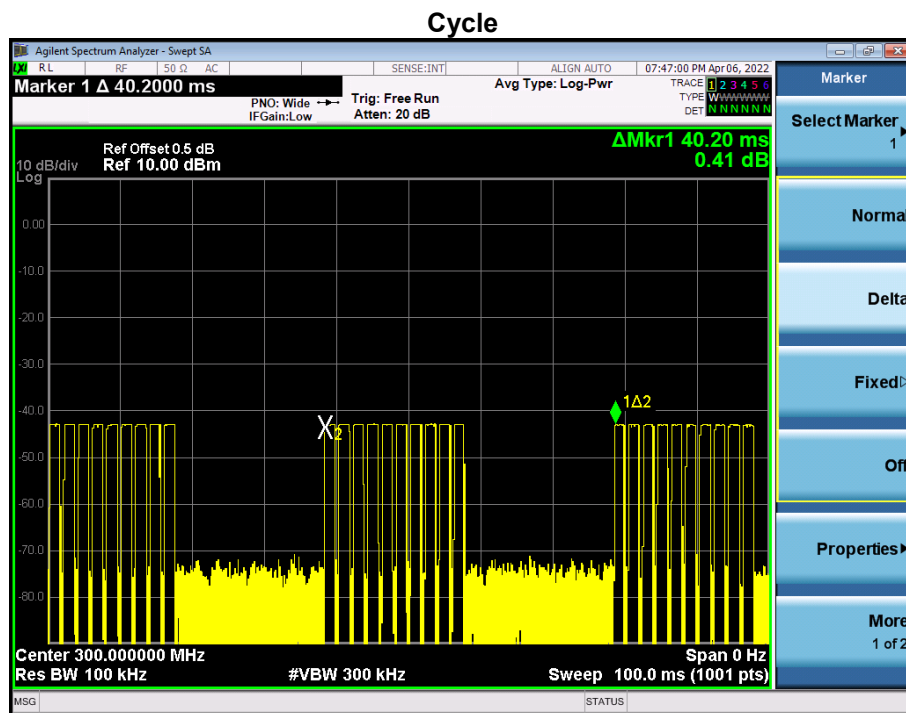 Cycle
Agilent Spectrum Analyzer - Swept SA
LXI RL RF 50 Ω AC SENSE:INT ALIGN AUTO 07:47:00 PM Apr 06, 2022
Marker 1 Δ 40.2000 ms
PNO: Wide
IFGain:Low
Trig: Free Run
Atten: 20 dB
Avg Type: Log-Pwr
TRACE 1 2 3 4 5 6
TYPE WWWWWW
DET N N N N N N
ΔMkr1 40.20 ms
0.41 dB
Ref Offset 0.5 dB
10 dB/div Ref 10.00 dBm
Log
0.00
-10.0
-20.0
-30.0
-40.0
-50.0
-60.0
-70.0
-80.0
1Δ2
X2
Center 300.000000 MHz Span 0 Hz
Res BW 100 kHz #VBW 300 kHz Sweep 100.0 ms (1001 pts)
MSG STATUS
Marker
Select Marker
1
Norma
Delta
Fixed
Off
Properties
More
1 of 2